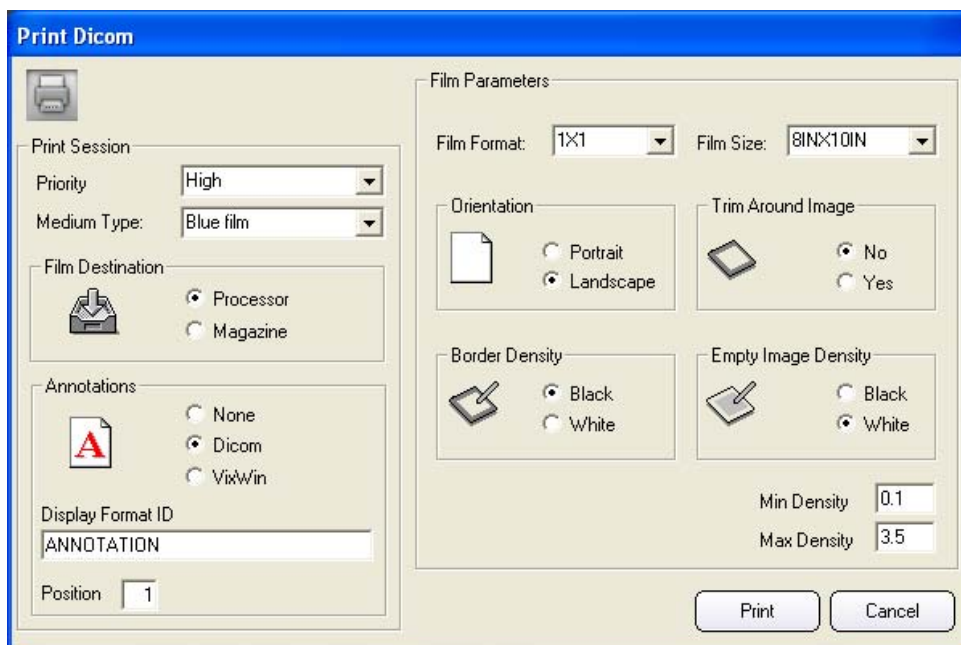 Print Dicom
Print Session
Priority High
Medium Type: Blue film
Film Destination
Processor
Magazine
Annotations
A
None
Dicom
VixWin
Display Format ID
ANNOTATION
Position 1
Film Parameters
Film Format: 1X1 Film Size: 8INX10IN
Orientation
Portrait
Landscape
Trim Around Image
No
Yes
Border Density
Black
White
Empty Image Density
Black
White
Min Density 0.1
Max Density 3.5
Print Cancel